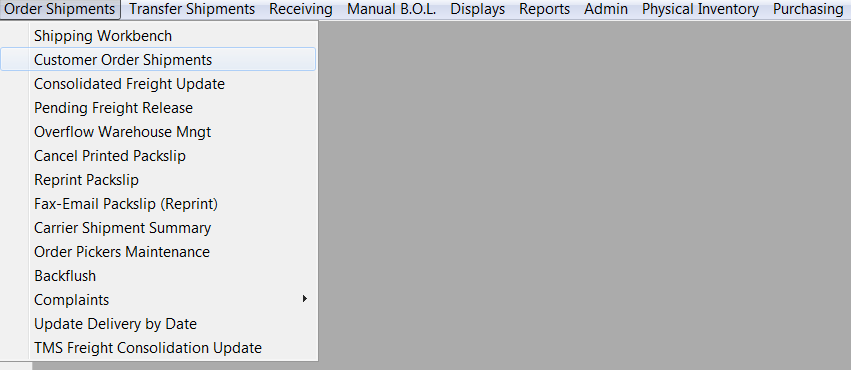 Order Shipments Transfer Shipments Receiving Manual B.O.L. Displays Reports Admin Physical Inventory Purchasing
Shipping Workbench
Customer Order Shipments
Consolidated Freight Update
Pending Freight Release
Overflow Warehouse Mngt
Cancel Printed Packslip
Reprint Packslip
Fax-Email Packslip (Reprint)
Carrier Shipment Summary
Order Pickers Maintenance
Backflush
Complaints
Update Delivery by Date
TMS Freight Consolidation Update